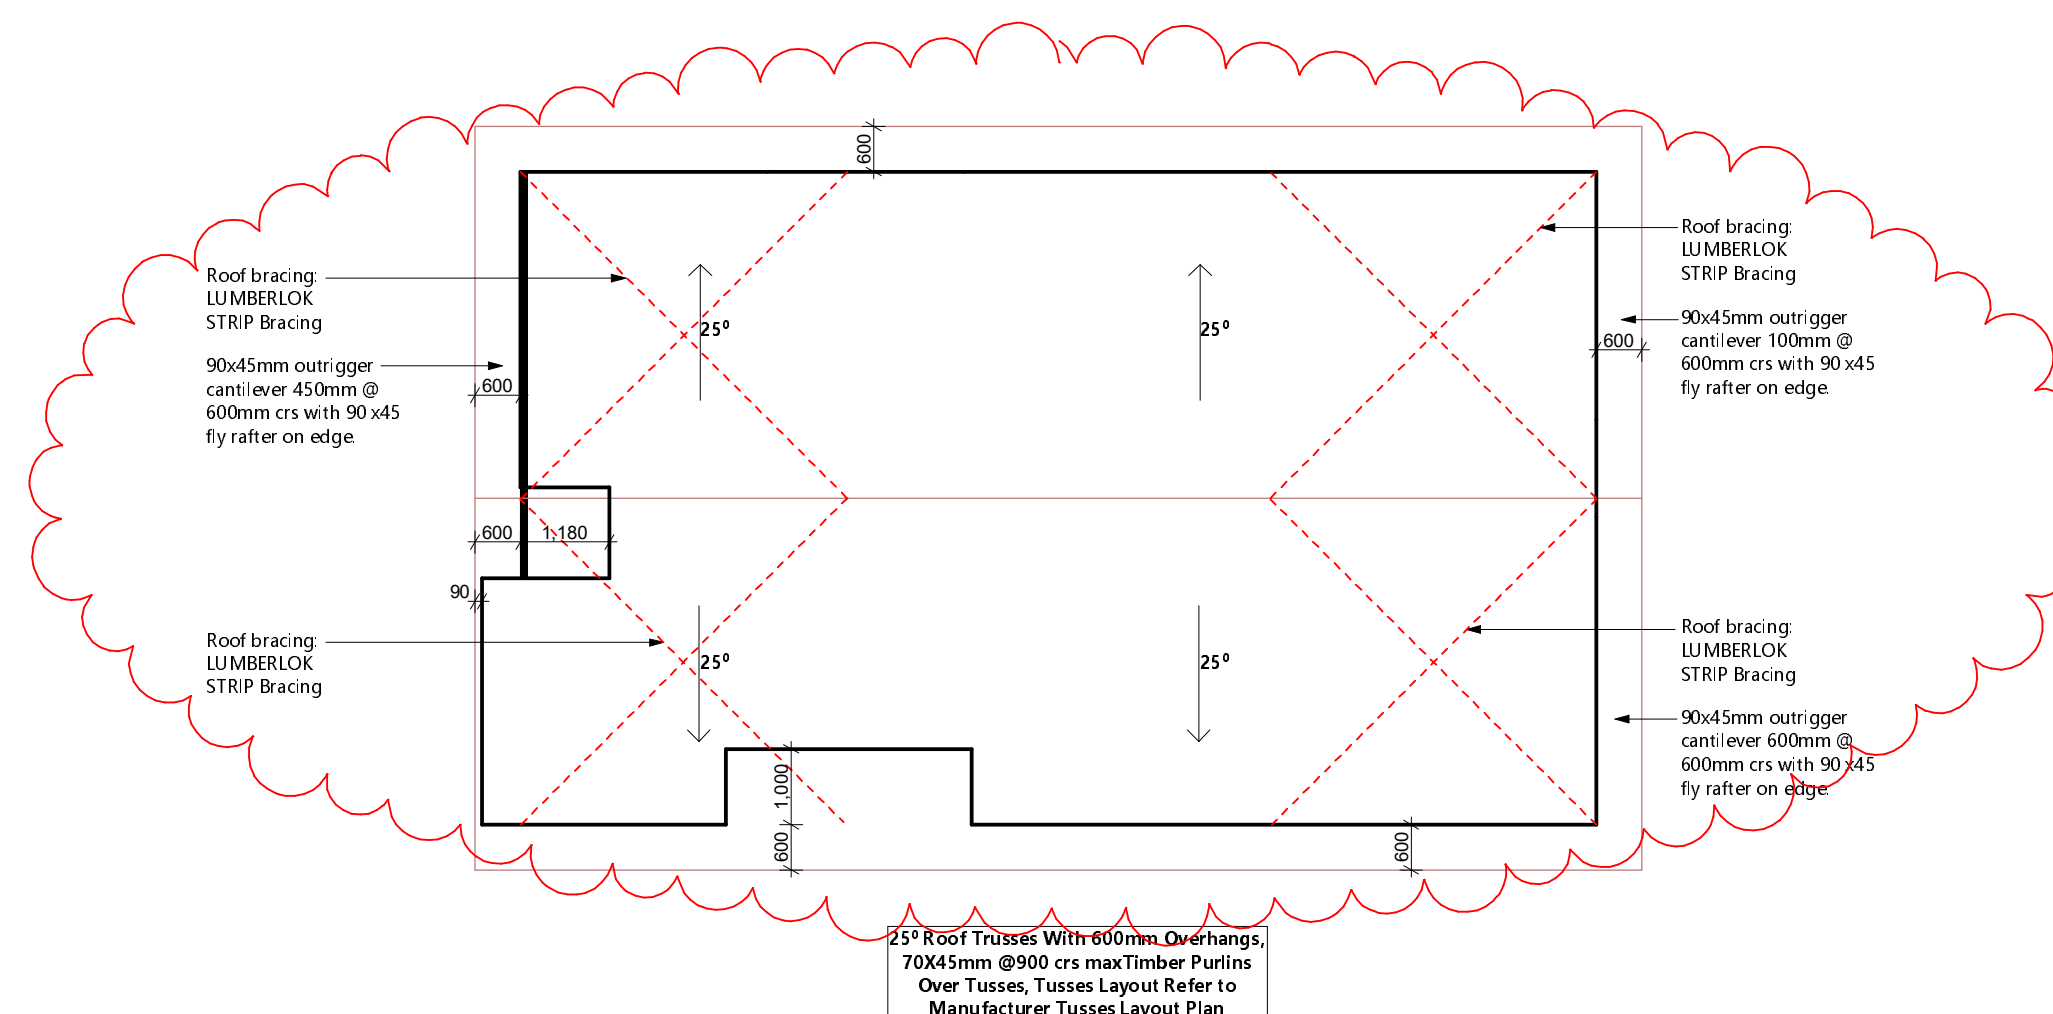 600
Roof bracing:
LUMBERLOK
STRIP Bracing
90x45mm outrigger
cantilever 450mm @
600mm crs with 90 x45
fly rafter on edge.
600
25⁰
25⁰
Roof bracing:
LUMBERLOK
STRIP Bracing
90x45mm outrigger
cantilever 100mm @
600mm crs with 90 x45
fly rafter on edge.
600
600
1,180
90
Roof bracing:
LUMBERLOK
STRIP Bracing
25⁰
25⁰
Roof bracing:
LUMBERLOK
STRIP Bracing
90x45mm outrigger
cantilever 600mm @
600mm crs with 90 x45
fly rafter on edge.
1,000
600
600
25⁰ Roof Trusses With 600mm Overhangs,
70X45mm @900 crs maxTimber Purlins
Over Tusses, Tusses Layout Refer to
Manufacturer Tusses Layout Plan